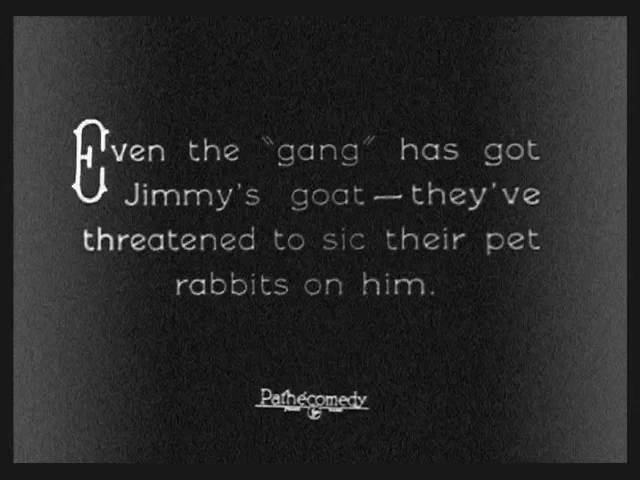 Even the "gang" has got
Jimmy's goat — they've
threatened to sic their pet
rabbits on him.
Pathécomedy